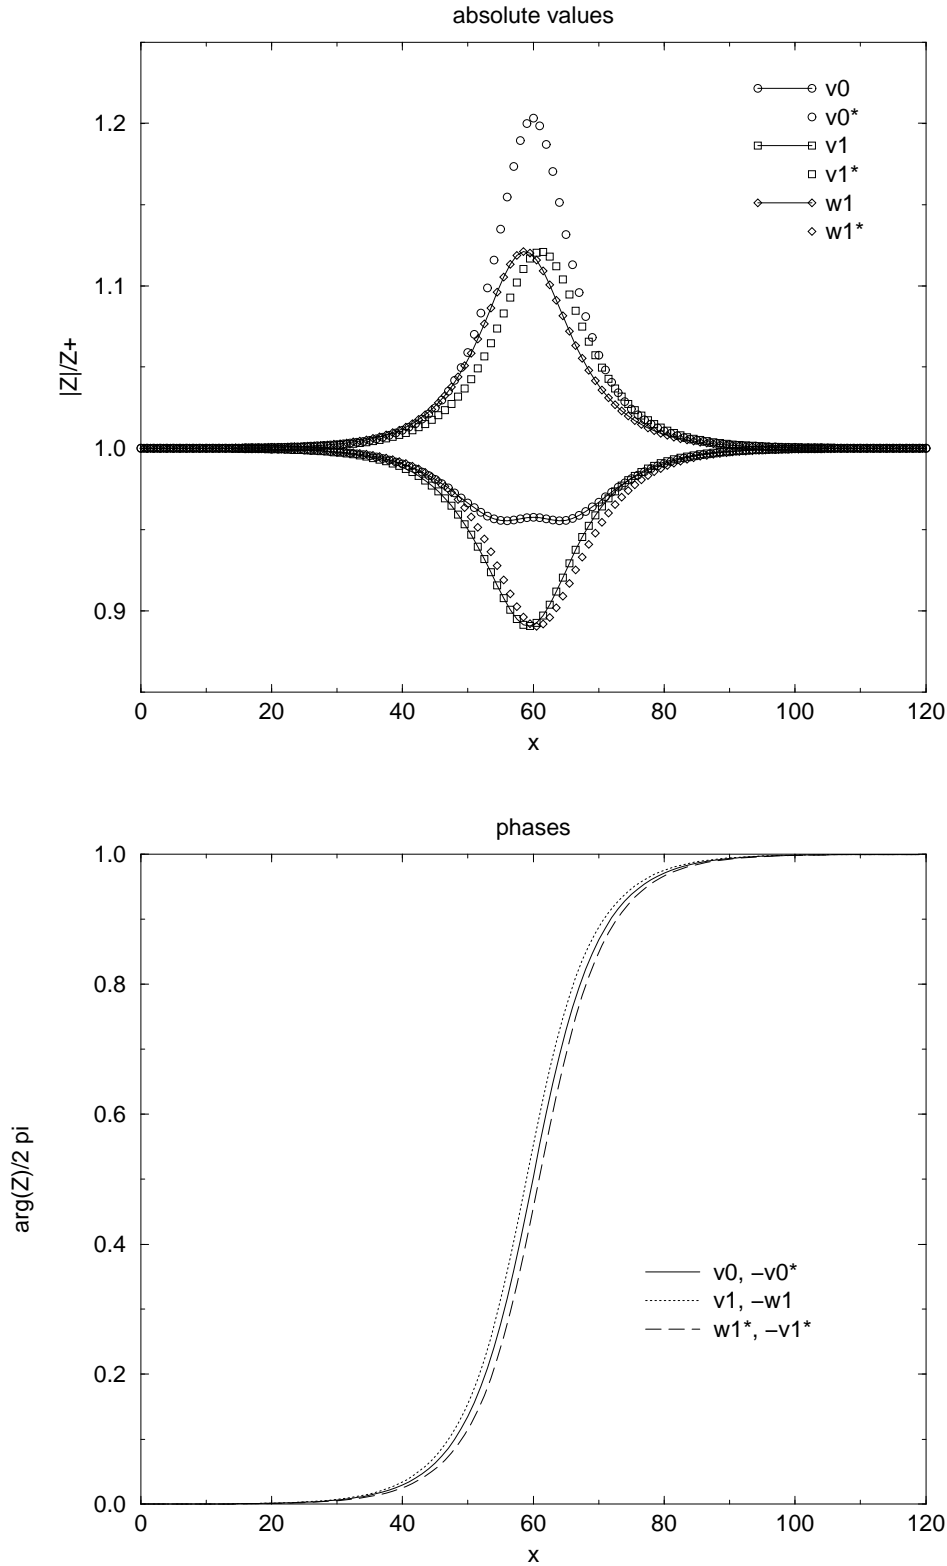 absolute values
1.2
1.1
1.0
0.9
|Z|/Z+
v0
v0*
v1
v1*
w1
w1*
0 20 40 60 80 100 120
x
phases
1.0
0.8
0.6
0.4
0.2
0.0
arg(Z)/2 pi
v0, −v0*
v1, −w1
w1*, −v1*
0 20 40 60 80 100 120
x